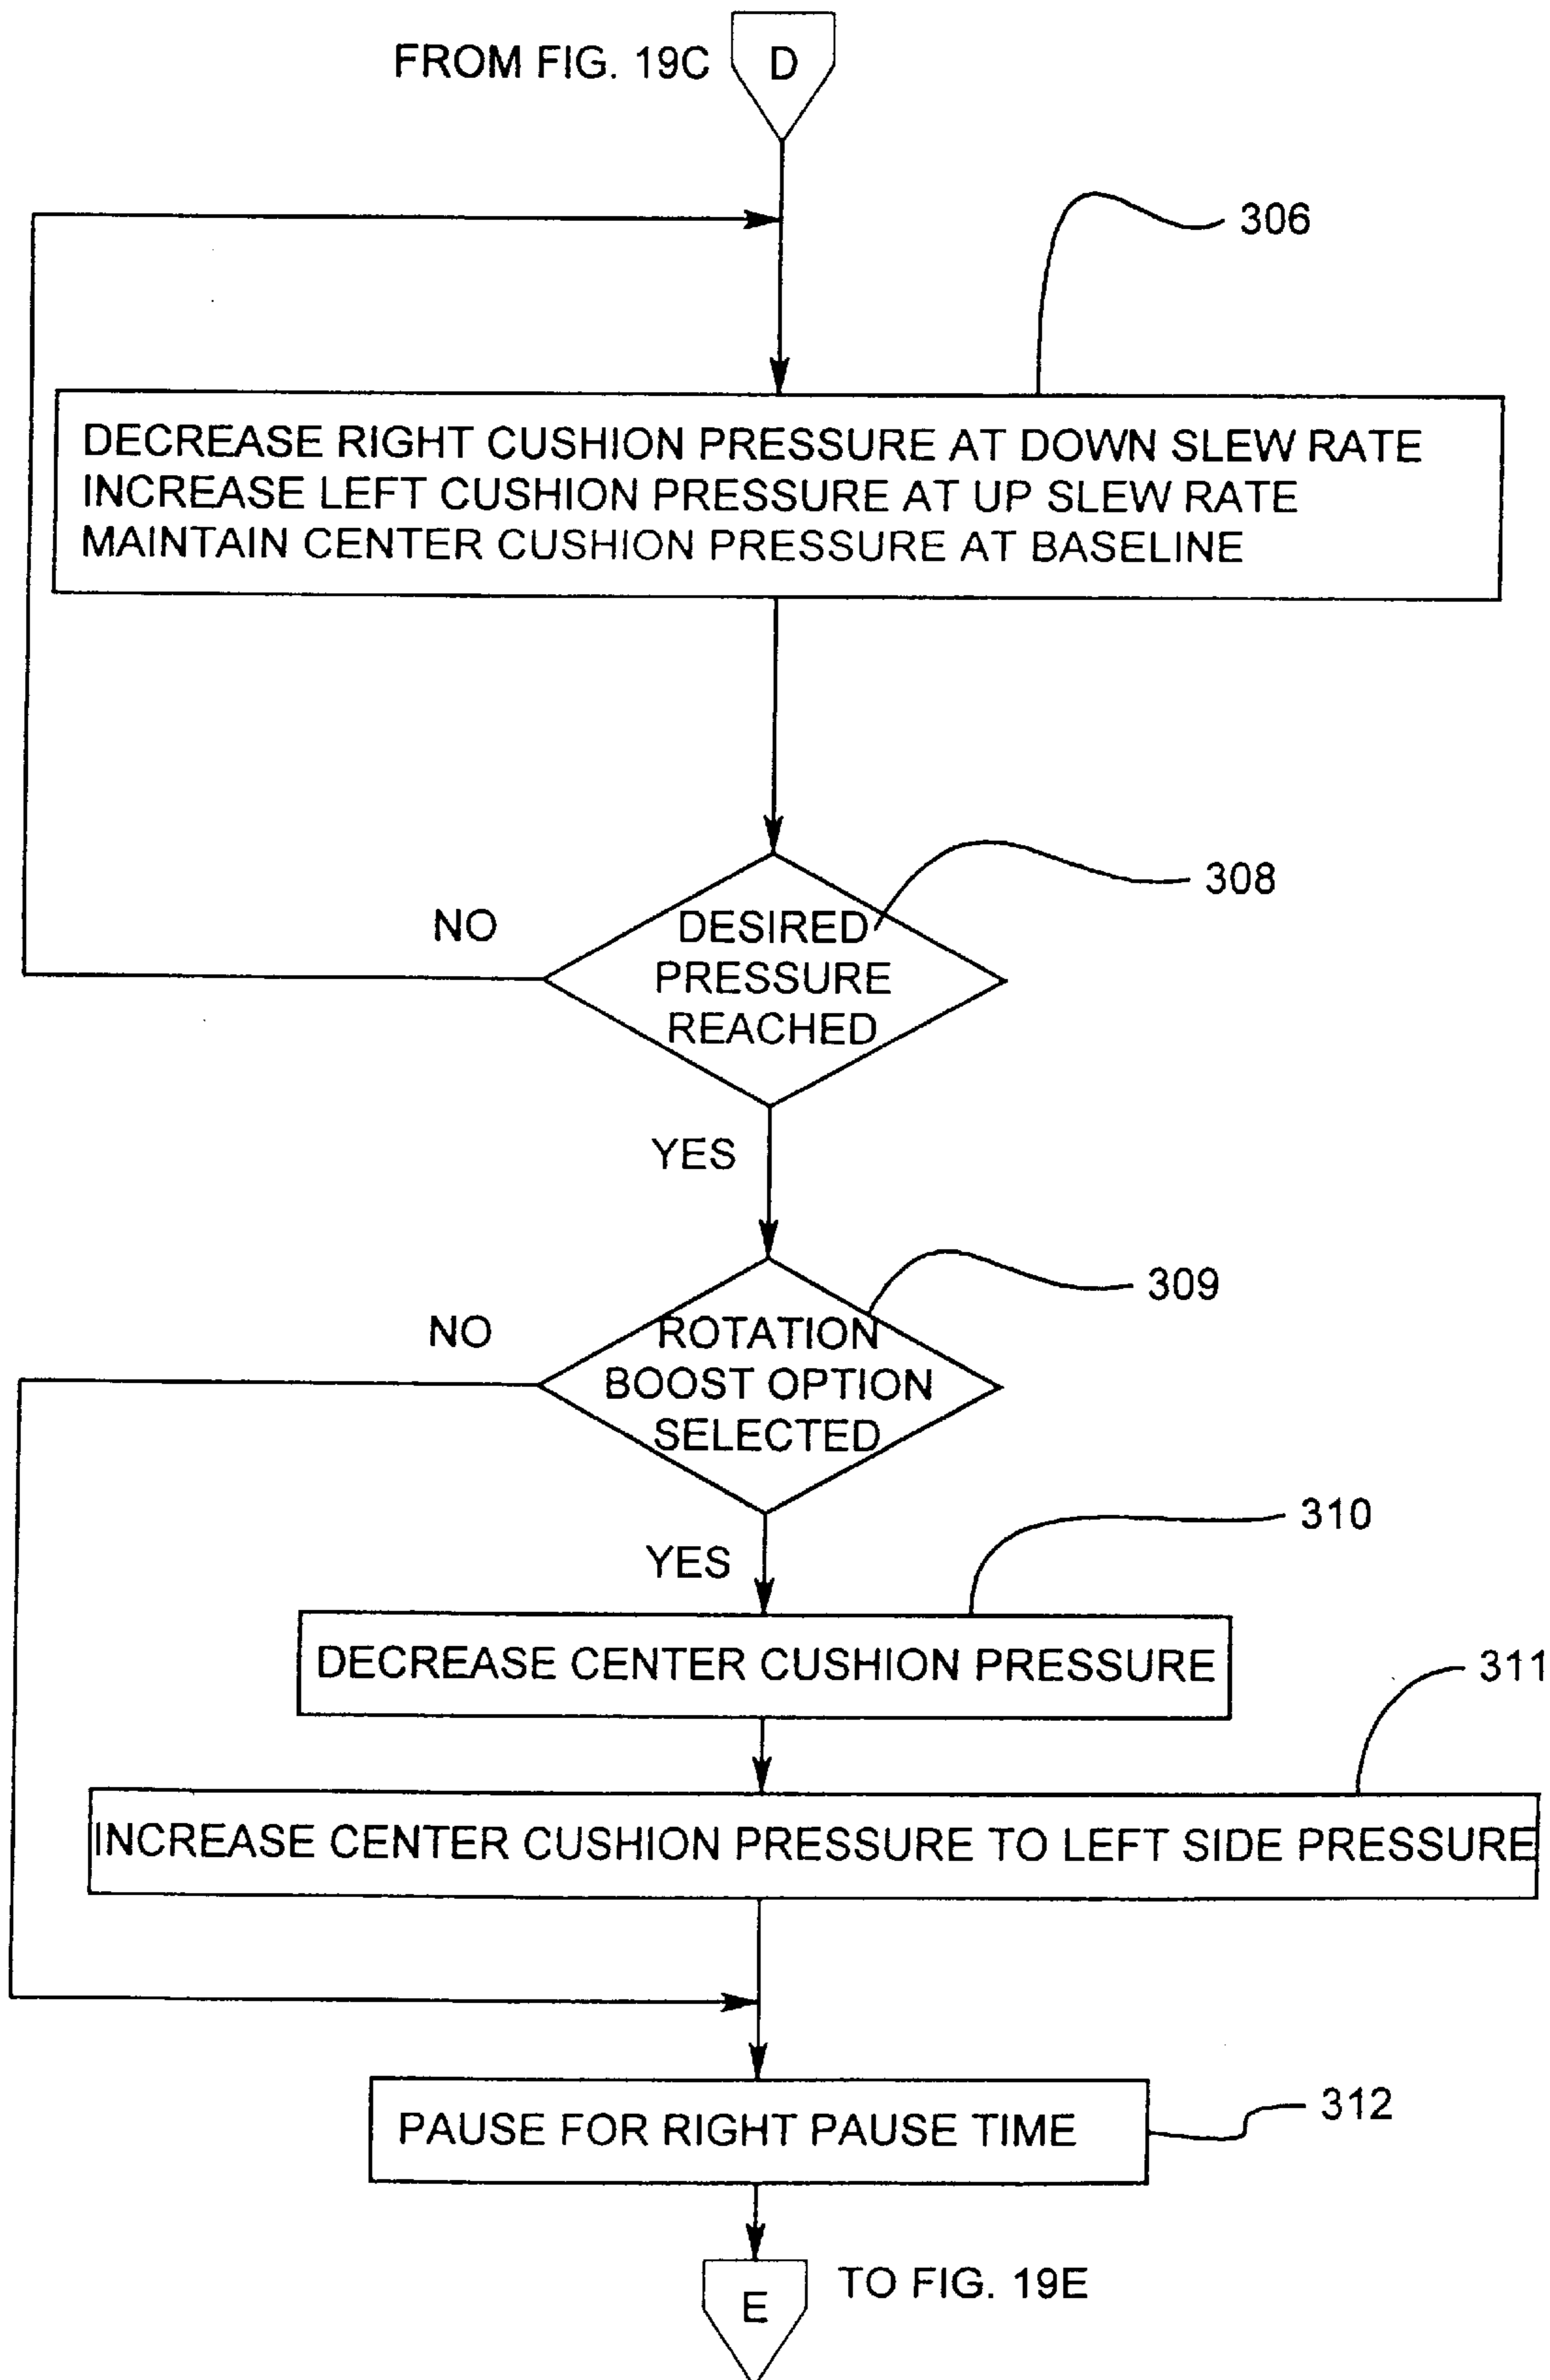 FROM FIG. 19C
D
306
DECREASE RIGHT CUSHION PRESSURE AT DOWN SLEW RATE
INCREASE LEFT CUSHION PRESSURE AT UP SLEW RATE
MAINTAIN CENTER CUSHION PRESSURE AT BASELINE
308
NO
DESIRED
PRESSURE
REACHED
YES
309
NO
ROTATION
BOOST OPTION
SELECTED
310
YES
DECREASE CENTER CUSHION PRESSURE
311
INCREASE CENTER CUSHION PRESSURE TO LEFT SIDE PRESSURE
312
PAUSE FOR RIGHT PAUSE TIME
E
TO FIG. 19E